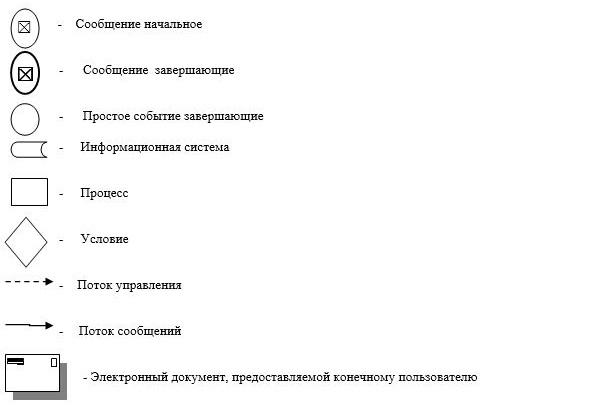 - Сообщение начальное
- Сообщение завершающие
- Простое событие завершающие
- Информационная система
- Процесс
- Условие
- Поток управления
- Поток сообщений
- Электронный документ, предоставляемой конечному пользователю